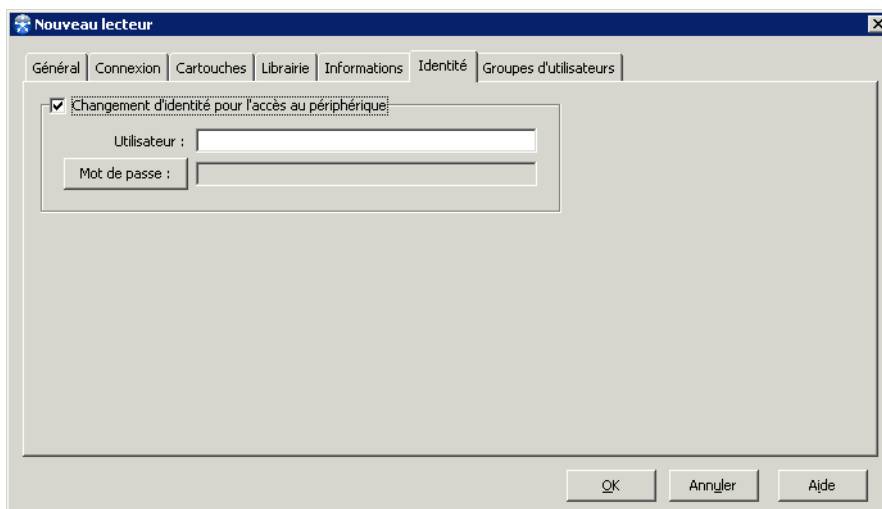 Nouveau lecteur
Général Connexion Cartouches Librairie Informations Identité Groupes d'utilisateurs
Changement d'identité pour l'accès au périphérique
Utilisateur :
Mot de passe :
OK Annuler Aide